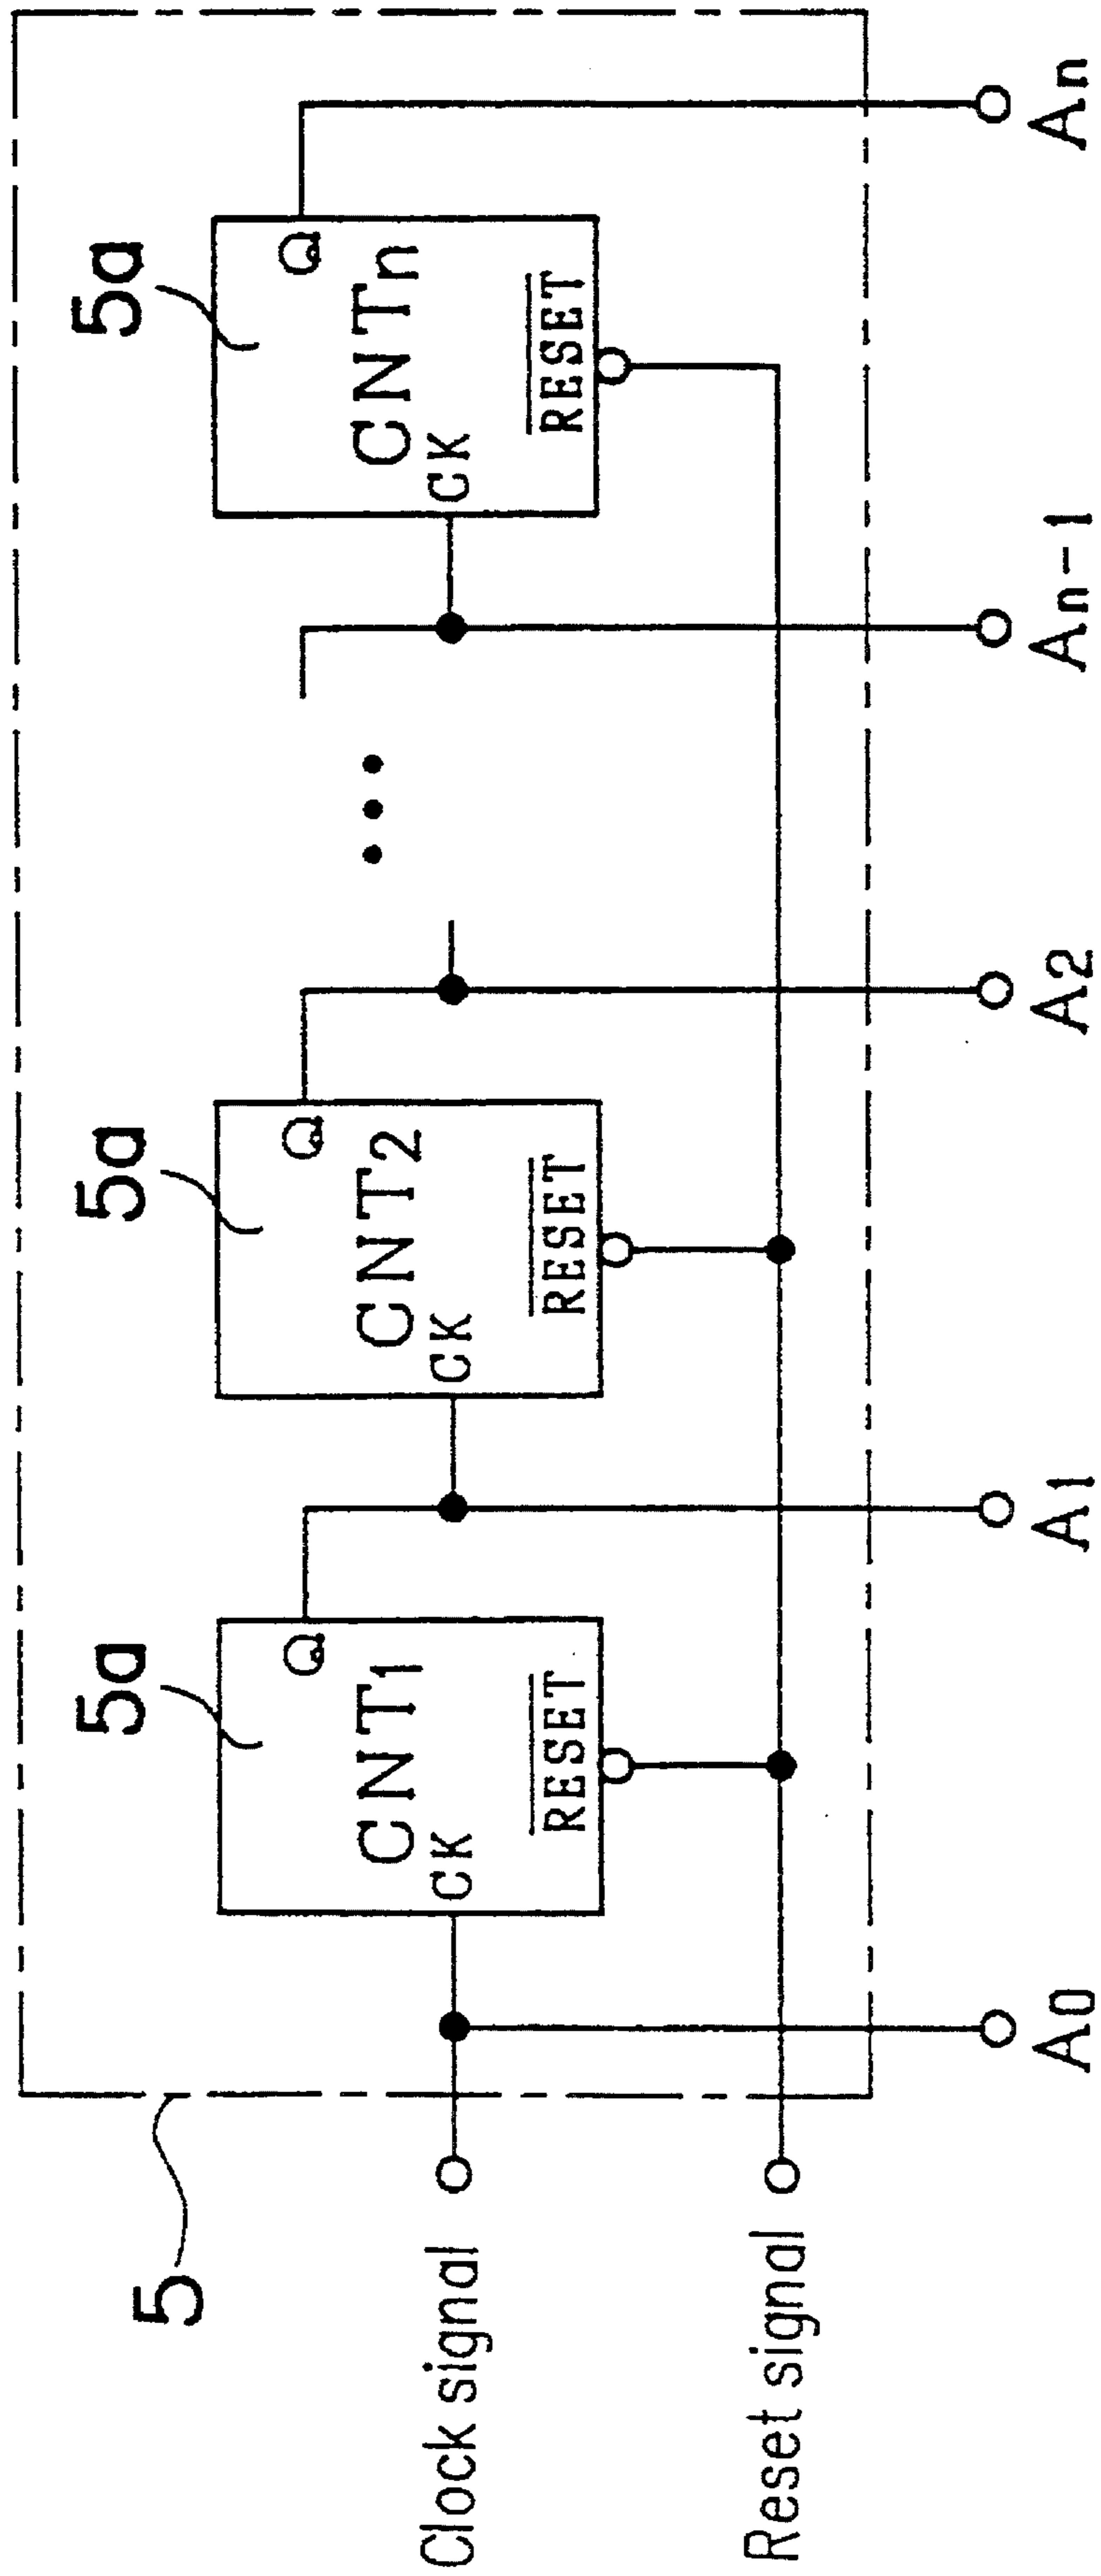 5
5a
5a
5a
Q
Q
Q
CNT1
CNT2
CNTn
CK
CK
CK
RESET
RESET
RESET
Clock signal
Reset signal
A0
A1
A2
An-1
An